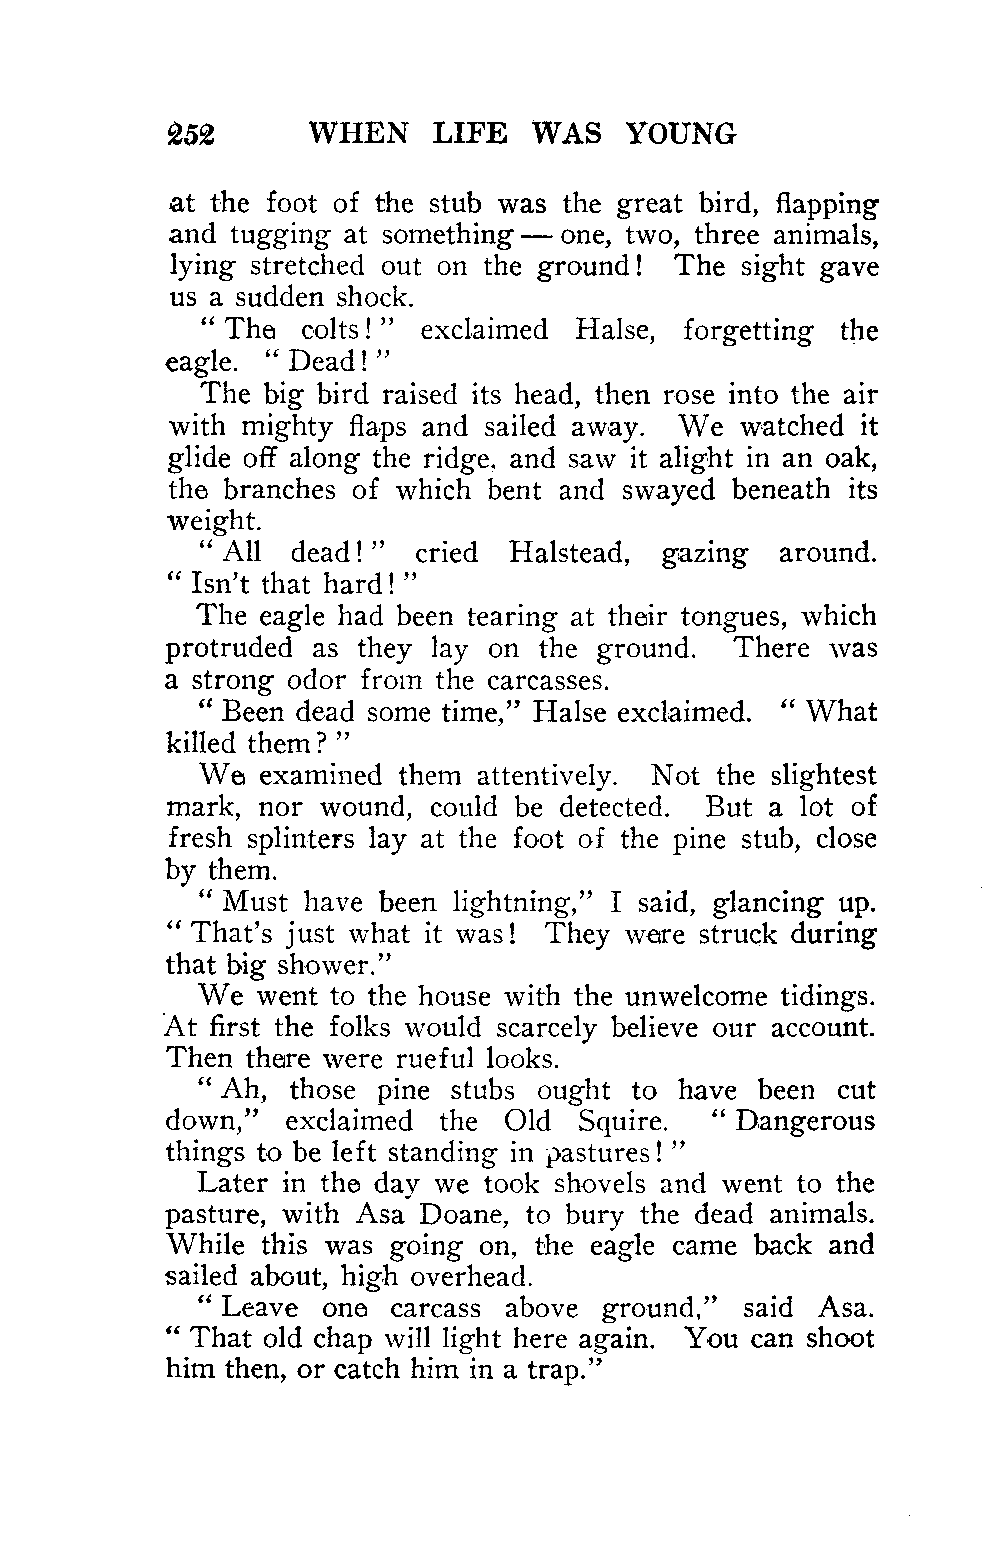 252 WHEN LIFE WAS YOUNG
at the foot of the stub was the great bird, flapping
and tugging at something — one, two, three animals,
lying stretched out on the ground! The sight gave
us a sudden shock.
“ The colts! ” exclaimed Halse, forgetting the
eagle. “ Dead! ”
The big bird raised its head, then rose into the air
with mighty flaps and sailed away. We watched it
glide off along the ridge, and saw it alight in an oak,
the branches of which bent and swayed beneath its
weight.
“ All dead! ” cried Halstead, gazing around.
“ Isn’t that hard! ”
The eagle had been tearing at their tongues, which
protruded as they lay on the ground. There was
a strong odor from the carcasses.
“ Been dead some time,” Halse exclaimed. “ What
killed them? ”
We examined them attentively. Not the slightest
mark, nor wound, could be detected. But a lot of
fresh splinters lay at the foot of the pine stub, close
by them.
“ Must have been lightning,” I said, glancing up.
“ That’s just what it was! They were struck during
that big shower.”
We went to the house with the unwelcome tidings.
At first the folks would scarcely believe our account.
Then there were rueful looks.
“ Ah, those pine stubs ought to have been cut
down,” exclaimed the Old Squire. “ Dangerous
things to be left standing in pastures! ”
Later in the day we took shovels and went to the
pasture, with Asa Doane, to bury the dead animals.
While this was going on, the eagle came back and
sailed about, high overhead.
“ Leave one carcass above ground,” said Asa.
“ That old chap will light here again. You can shoot
him then, or catch him in a trap.”